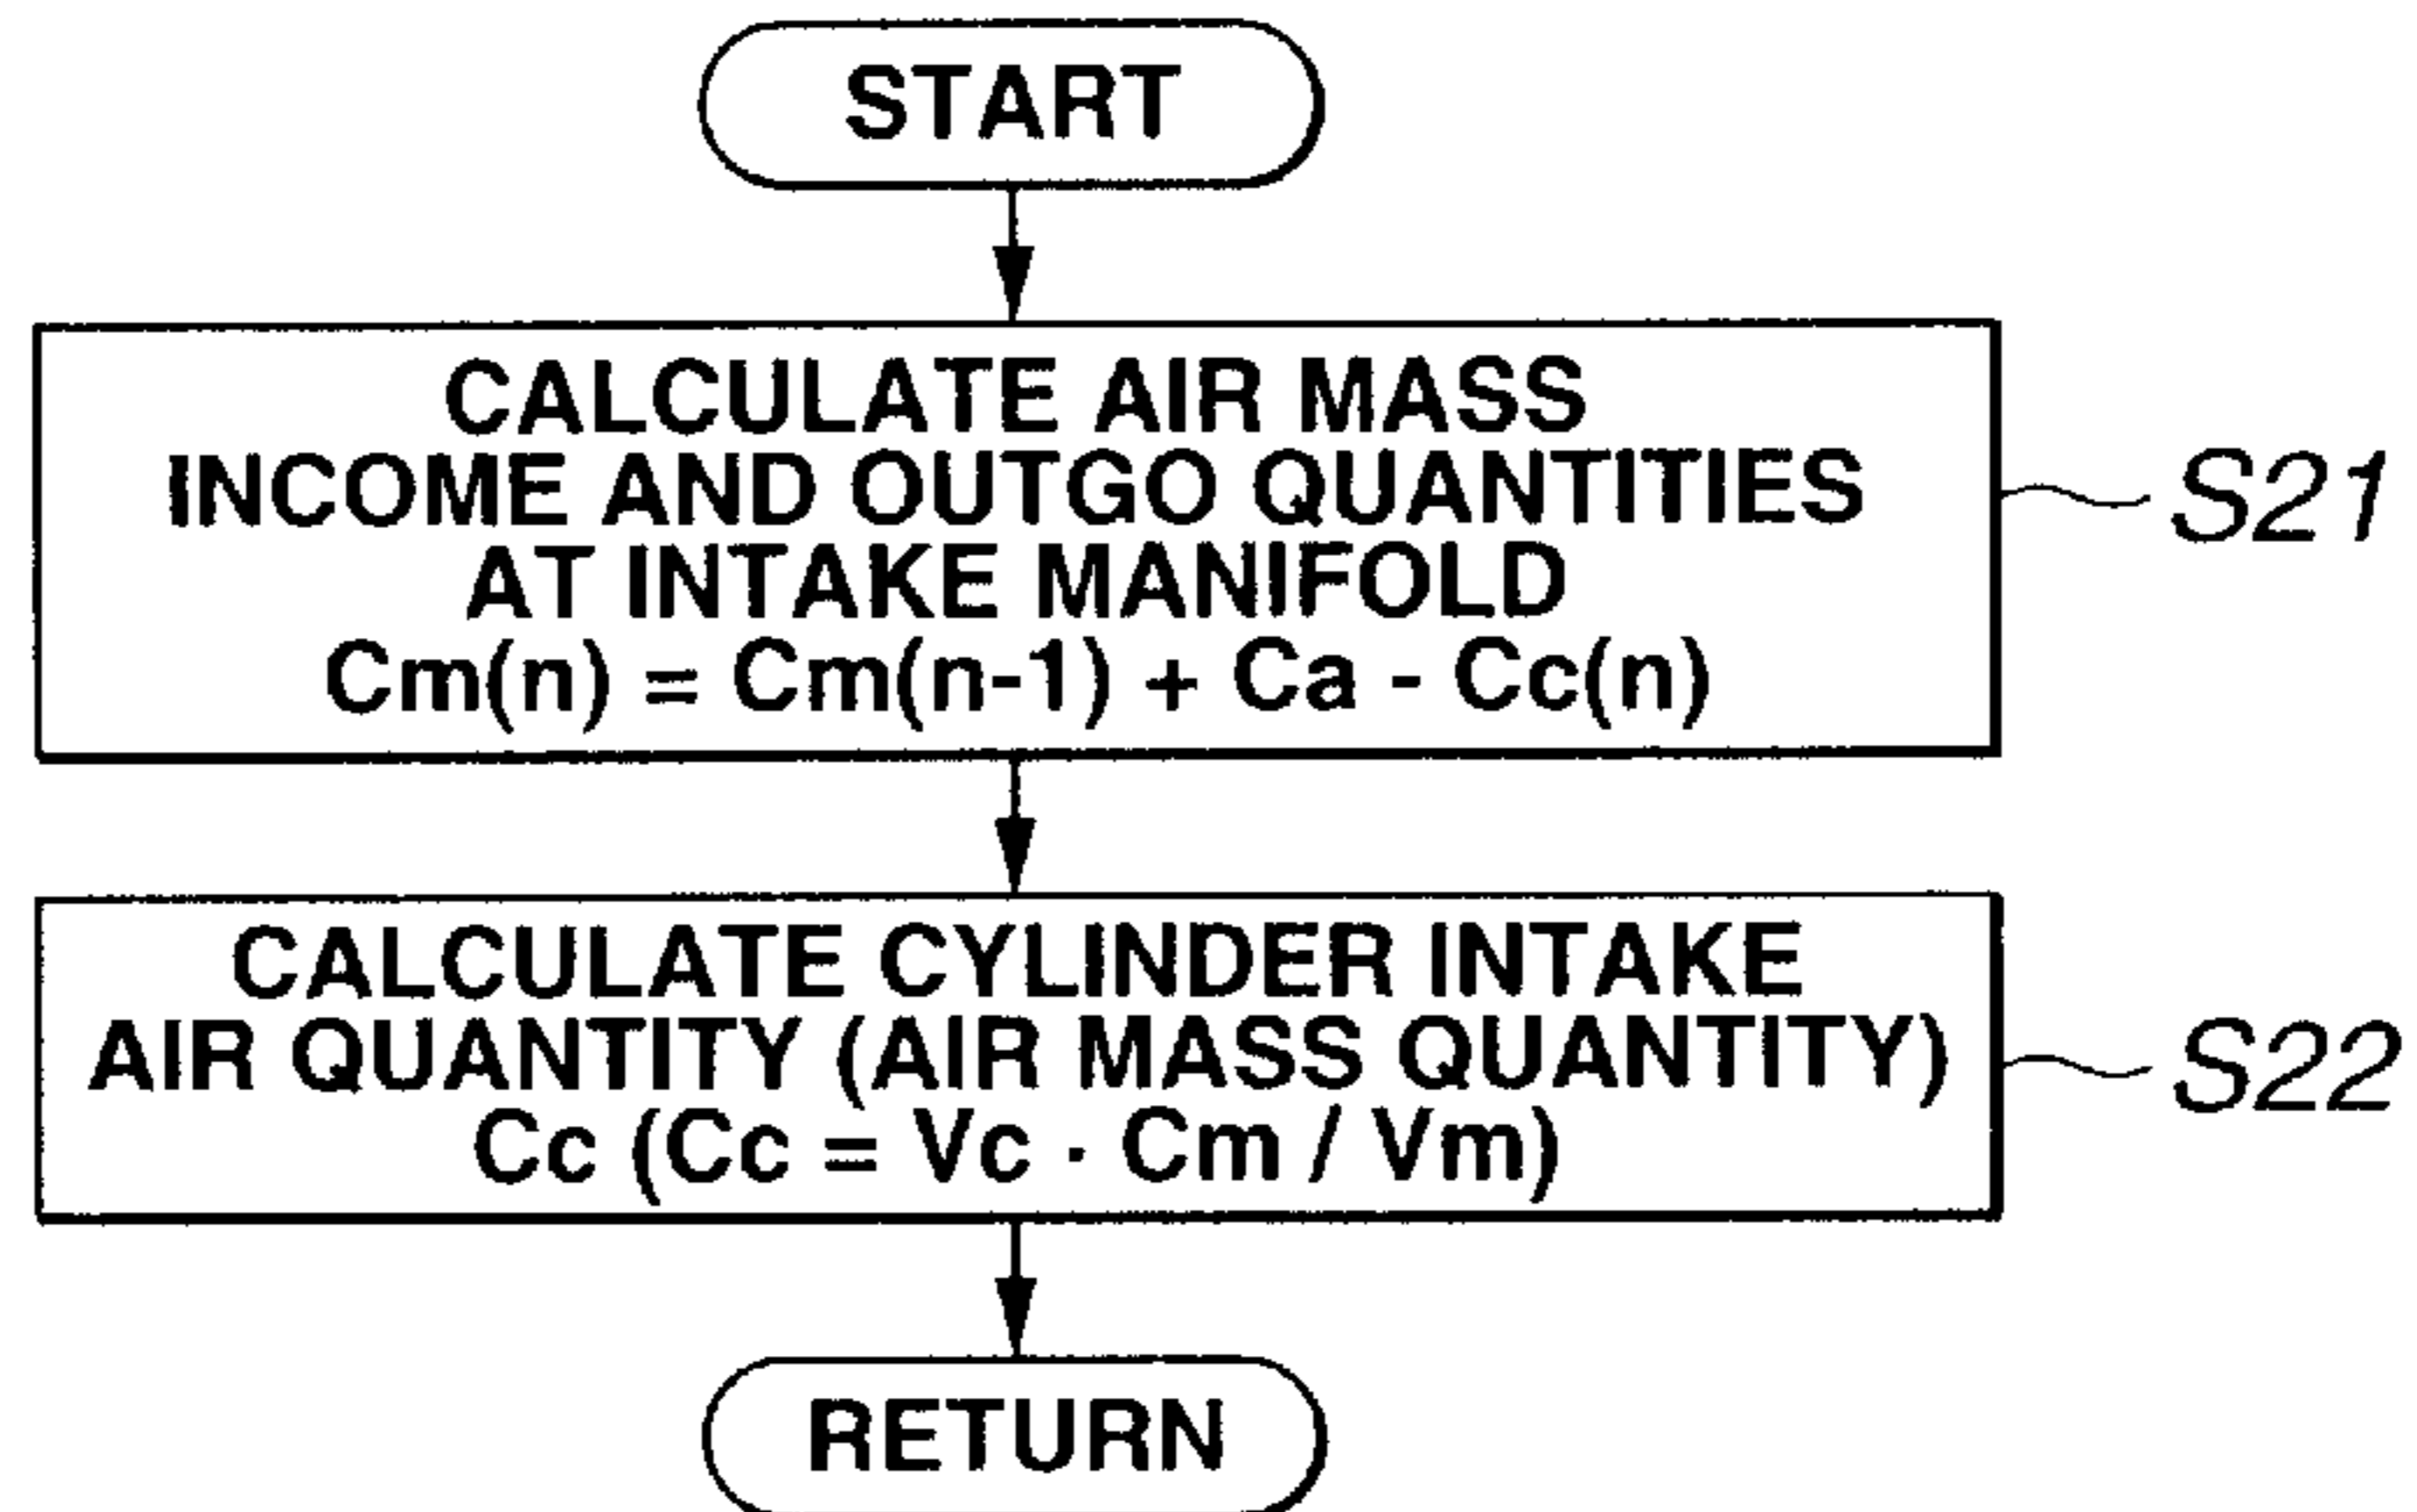 START
CALCULATE AIR MASS
INCOME AND OUTGO QUANTITIES
AT INTAKE MANIFOLD
Cm(n) = Cm(n-1) + Ca - Cc(n)
S21
CALCULATE CYLINDER INTAKE
AIR QUANTITY (AIR MASS QUANTITY)
Cc (Cc = Vc · Cm / Vm)
S22
RETURN